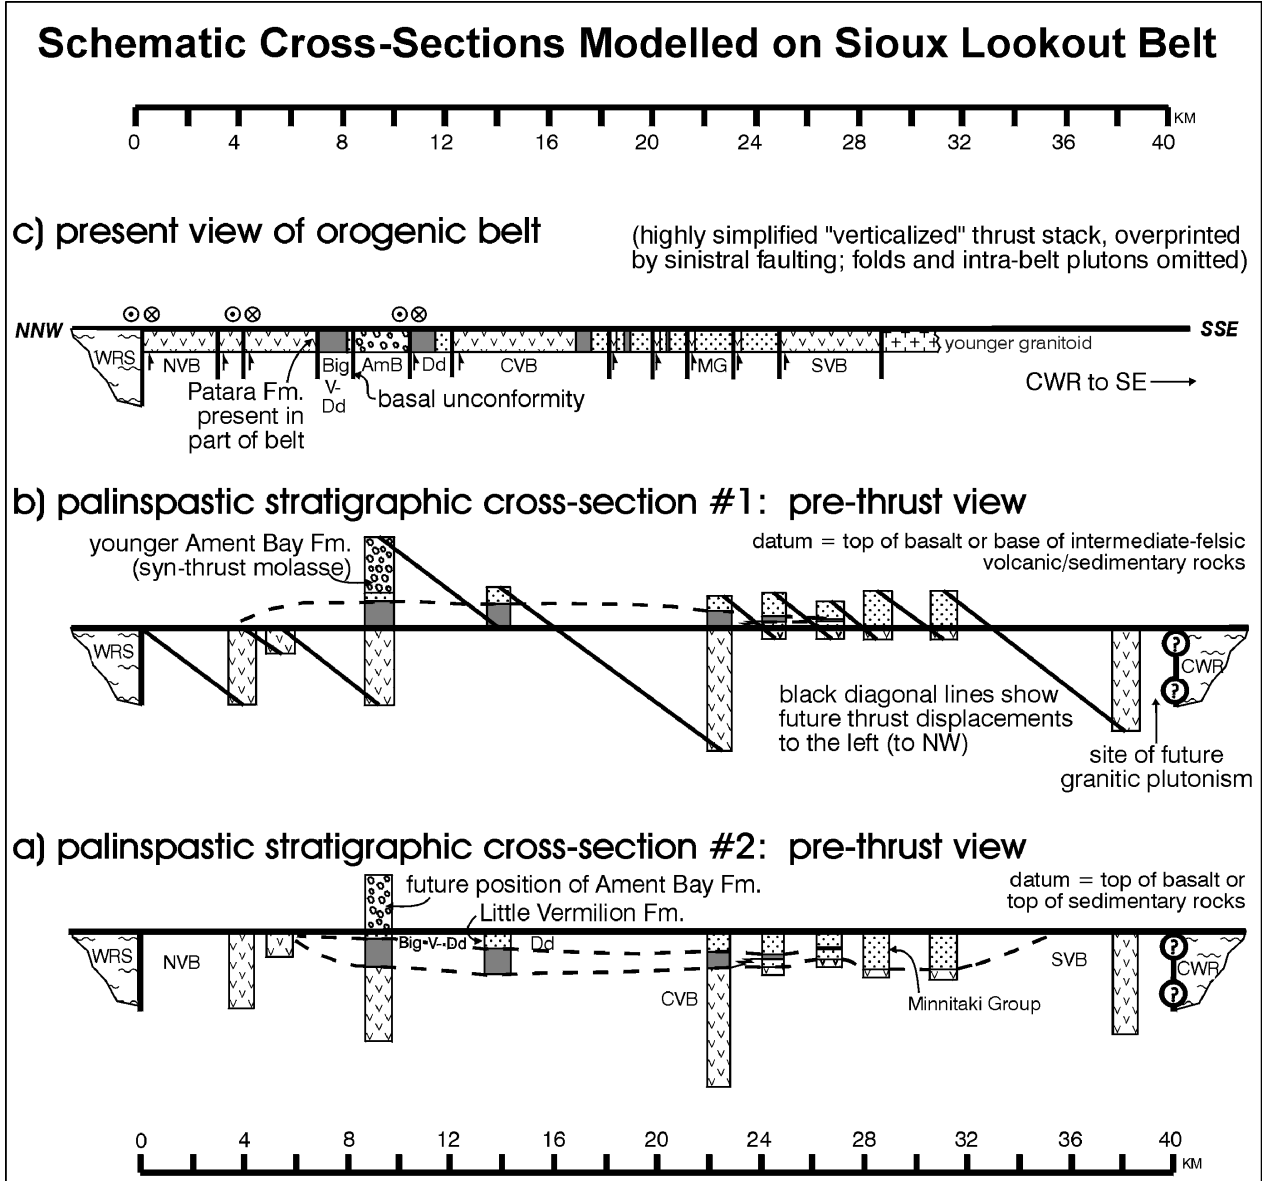 Schematic Cross-Sections Modelled on Sioux Lookout Belt
KM
0 4 8 12 16 20 24 28 32 36 40
c) present view of orogenic belt
(highly simplified "verticalized" thrust stack, overprinted
by sinistral faulting; folds and intra-belt plutons omitted)
NNW
SSE
WRS
NVB
Big
V-
Dd
AmB
Dd
CVB
MG
SVB
younger granitoid
Patara Fm.
present in
part of belt
basal unconformity
CWR to SE
b) palinspastic stratigraphic cross-section #1: pre-thrust view
younger Ament Bay Fm.
(syn-thrust molasse)
datum = top of basalt or base of intermediate-felsic
volcanic/sedimentary rocks
WRS
?
CWR
?
black diagonal lines show
future thrust displacements
to the left (to NW)
site of future
granitic plutonism
a) palinspastic stratigraphic cross-section #2: pre-thrust view
future position of Ament Bay Fm.
datum = top of basalt or
top of sedimentary rocks
Little Vermilion Fm.
WRS
NVB
Big-V--Dd
Dd
CVB
SVB
?
CWR
?
Minnitaki Group
0 4 8 12 16 20 24 28 32 36 40
KM